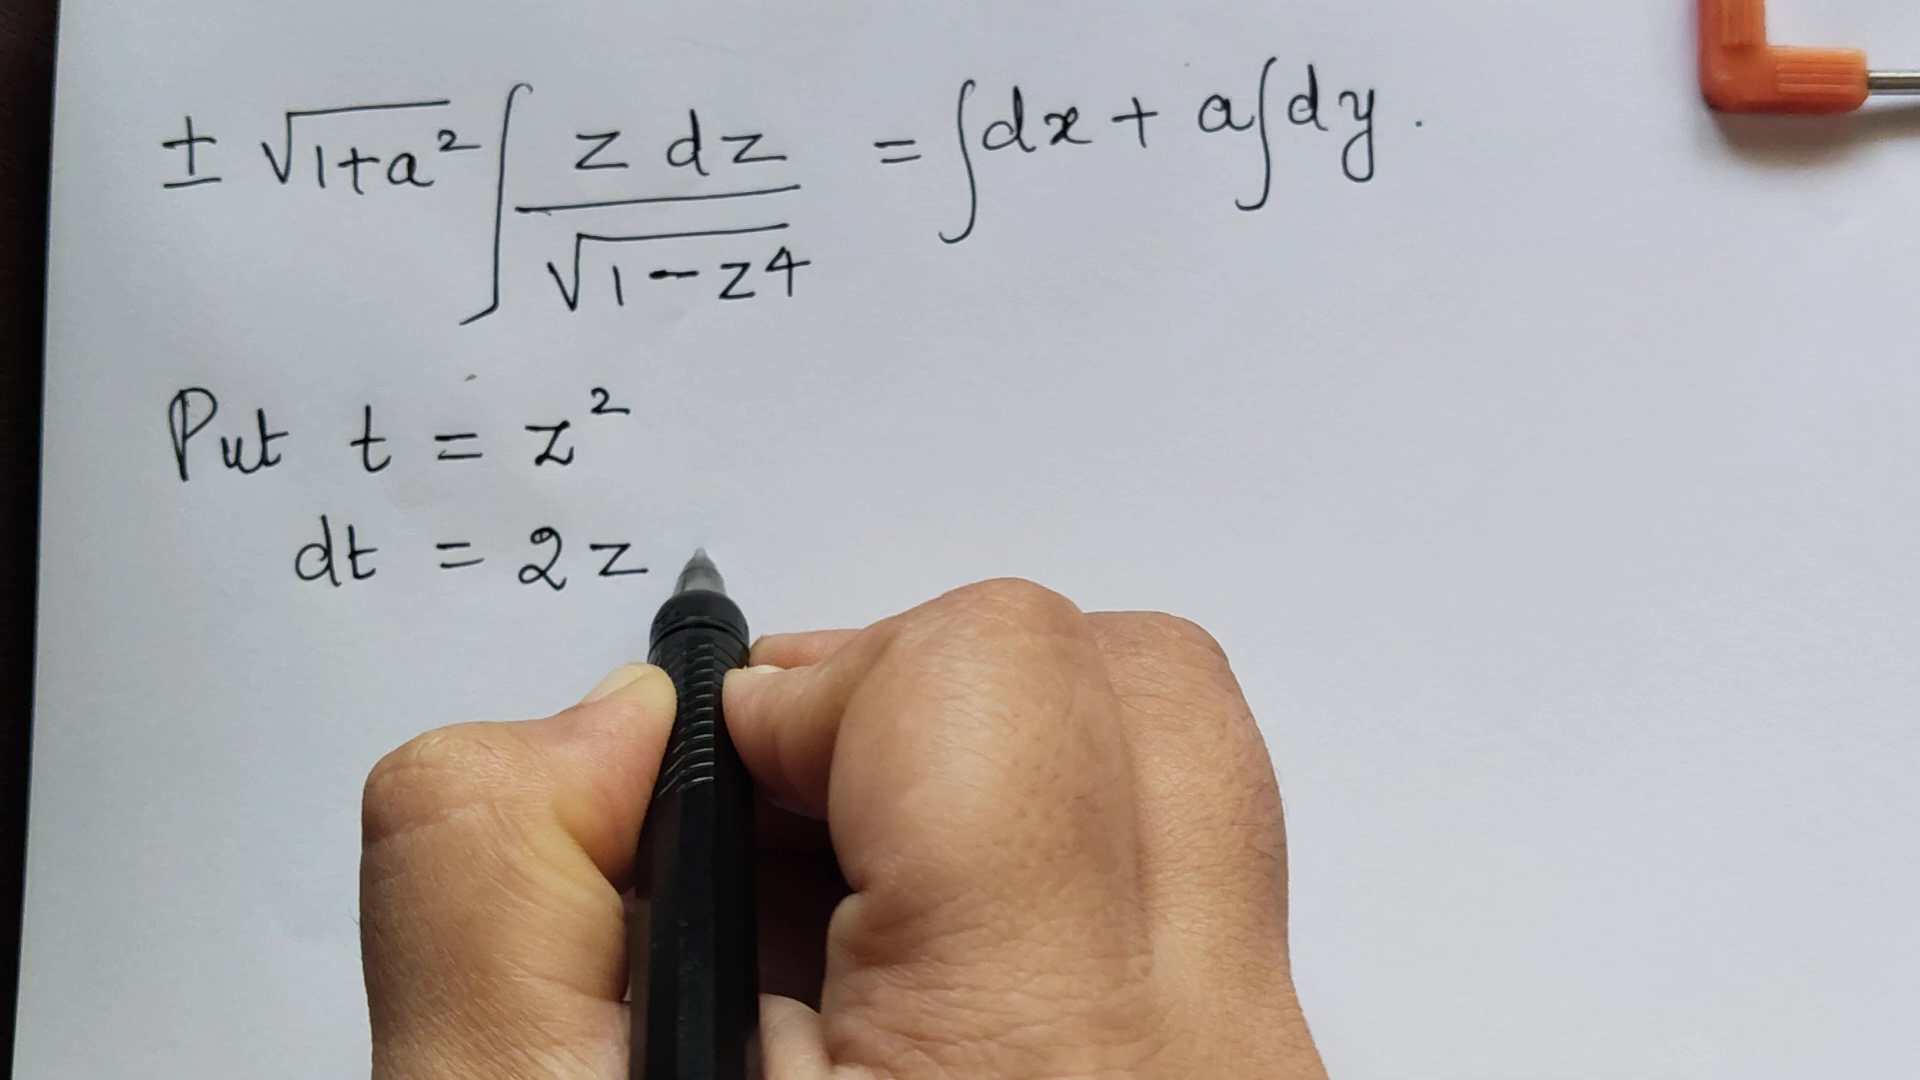 ± √(1+a²) ∫ z dz / √(1-z⁴) = ∫dx + a∫dy.
Put t = z²
dt = 2z